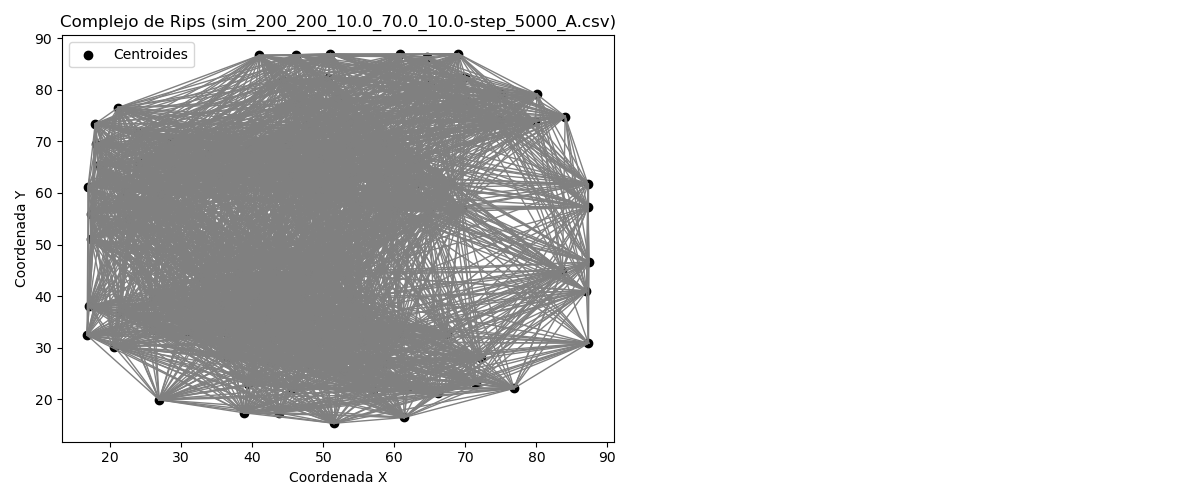 Complejo de Rips (sim_200_200_10.0_70.0_10.0-step_5000_A.csv)
Centroides
90
80
70
60
50
40
30
20
Coordenada Y
20 30 40 50 60 70 80 90
Coordenada X